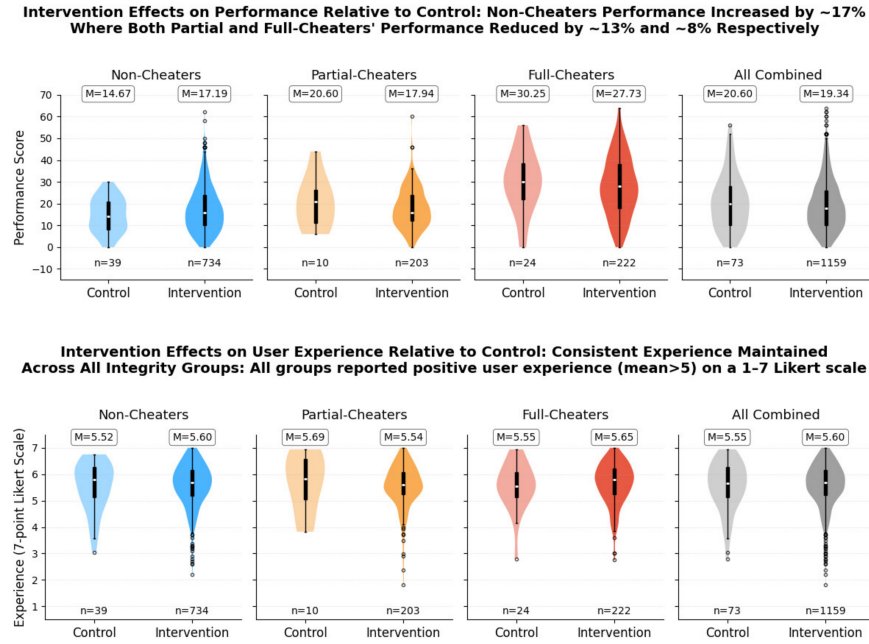 Intervention Effects on Performance Relative to Control: Non-Cheaters Performance Increased by ~17%
Where Both Partial and Full-Cheaters' Performance Reduced by ~13% and ~8% Respectively
Non-Cheaters Partial-Cheaters Full-Cheaters All Combined
70 M=14.67 M=17.19 M=20.60 M=17.94 M=30.25 M=27.73 M=20.60 M=19.34
60
50
40
30
20
10
0
−10
Performance Score
n=39 n=734 n=10 n=203 n=24 n=222 n=73 n=1159
Control Intervention Control Intervention Control Intervention Control Intervention
Intervention Effects on User Experience Relative to Control: Consistent Experience Maintained
Across All Integrity Groups: All groups reported positive user experience (mean>5) on a 1–7 Likert scale
Non-Cheaters Partial-Cheaters Full-Cheaters All Combined
M=5.52 M=5.60 M=5.69 M=5.54 M=5.55 M=5.65 M=5.55 M=5.60
7
6
5
4
3
2
1
Experience (7-point Likert Scale)
n=39 n=734 n=10 n=203 n=24 n=222 n=73 n=1159
Control Intervention Control Intervention Control Intervention Control Intervention